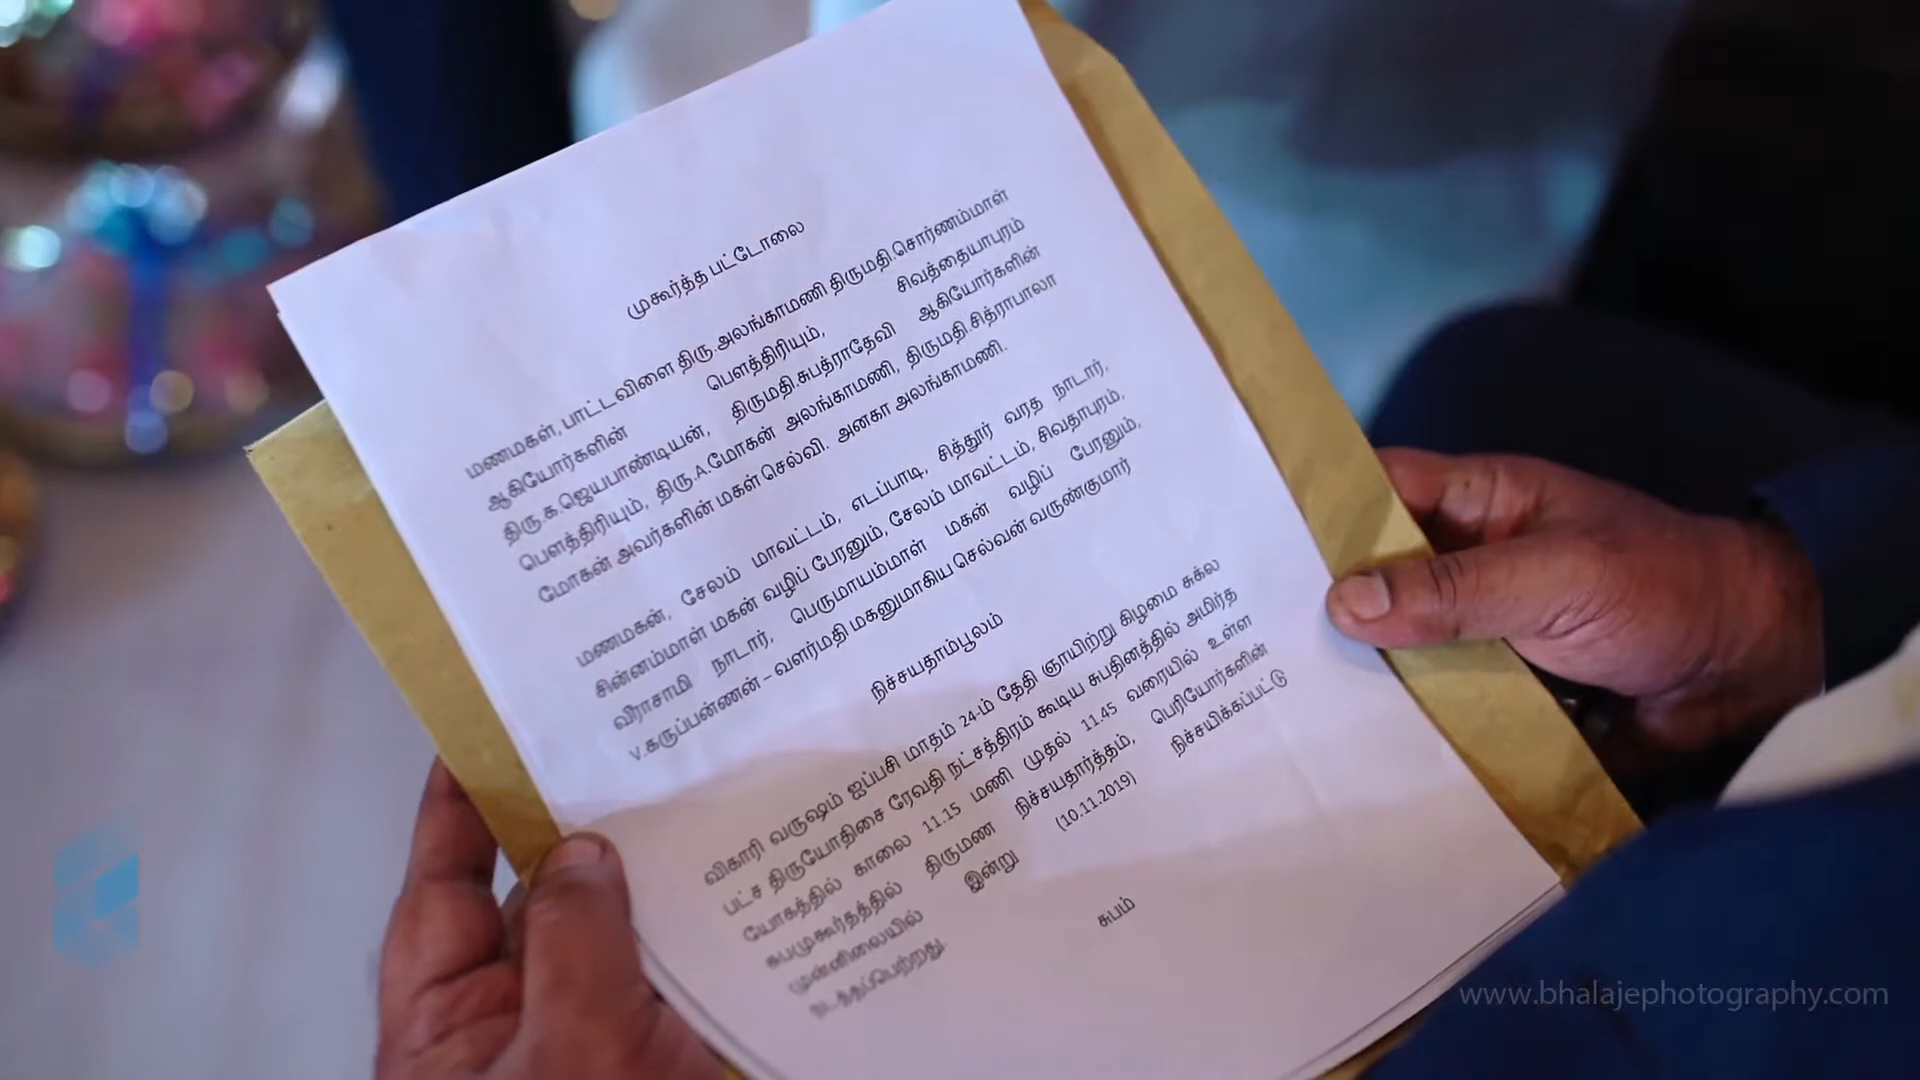 முகூர்த்த பட்டோலை
மணமகள், பாட்டவிளை திரு.அலங்காமணி திருமதி.சொர்ணம்மாள்
ஆகியோர்களின் பௌத்திரியும், சிவத்தையாபுரம்
திரு.க.ஜெயபாண்டியன், திருமதி.சுபத்ராதேவி ஆகியோர்களின்
பௌத்திரியும், திரு.A.மோகன் அலங்காமணி, திருமதி.சித்ராபாலா
மோகன் அவர்களின் மகள் செல்வி. அனகா அலங்காமணி.
மணமகன், சேலம் மாவட்டம், எடப்பாடி, சித்தூர் வரத நாடார்,
சின்னம்மாள் மகன் வழிப் பேரனும், சேலம் மாவட்டம், சிவதாபுரம்,
வீராசாமி நாடார், பெருமாயம்மாள் மகன் வழிப் பேரனும்,
V.கருப்பண்ணன் – வளர்மதி மகனுமாகிய செல்வன் வருண்குமார்
நிச்சயதாம்பூலம்
விகாரி வருஷம் ஐப்பசி மாதம் 24-ம் தேதி ஞாயிற்று கிழமை சுக்ல
பட்ச திருயோதிசை ரேவதி நட்சத்திரம் கூடிய சுபதினத்தில் அமிர்த
யோகத்தில் காலை 11.15 மணி முதல் 11.45 வரையில் உள்ள
சுபமுகூர்தத்தில் திருமண நிச்சயதார்த்தம், பெரியோர்களின்
முன்னிலையில் இன்று (10.11.2019) நிச்சயிக்கப்பட்டு
நடத்தப்பெற்றது.
சுபம்
www.bhalajephotography.com